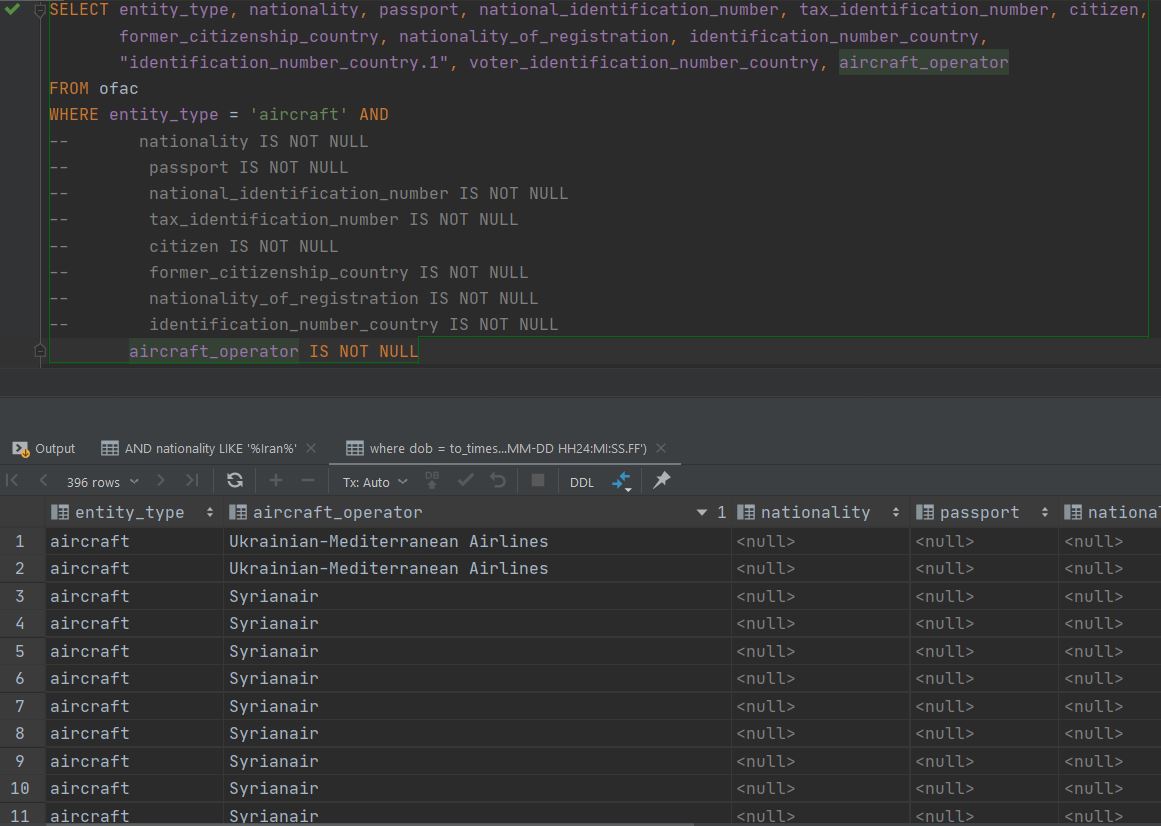 SELECT entity_type, nationality, passport, national_identification_number, tax_identification_number, citizen,
former_citizenship_country, nationality_of_registration, identification_number_country,
"identification_number_country.1", voter_identification_number_country, aircraft_operator
FROM ofac
WHERE entity_type = 'aircraft' AND
-- nationality IS NOT NULL
-- passport IS NOT NULL
-- national_identification_number IS NOT NULL
-- tax_identification_number IS NOT NULL
-- citizen IS NOT NULL
-- former_citizenship_country IS NOT NULL
-- nationality_of_registration IS NOT NULL
-- identification_number_country IS NOT NULL
aircraft_operator IS NOT NULL
Output AND nationality LIKE '%Iran%' where dob = to_times...MM-DD HH24:MI:SS.FF')
396 rows Tx: Auto DB DDL
entity_type aircraft_operator 1 nationality passport national
1 aircraft Ukrainian-Mediterranean Airlines <null> <null> <null>
2 aircraft Ukrainian-Mediterranean Airlines <null> <null> <null>
3 aircraft Syrianair <null> <null> <null>
4 aircraft Syrianair <null> <null> <null>
5 aircraft Syrianair <null> <null> <null>
6 aircraft Syrianair <null> <null> <null>
7 aircraft Syrianair <null> <null> <null>
8 aircraft Syrianair <null> <null> <null>
9 aircraft Syrianair <null> <null> <null>
10 aircraft Syrianair <null> <null> <null>
11 aircraft Syrianair <null> <null> <null>